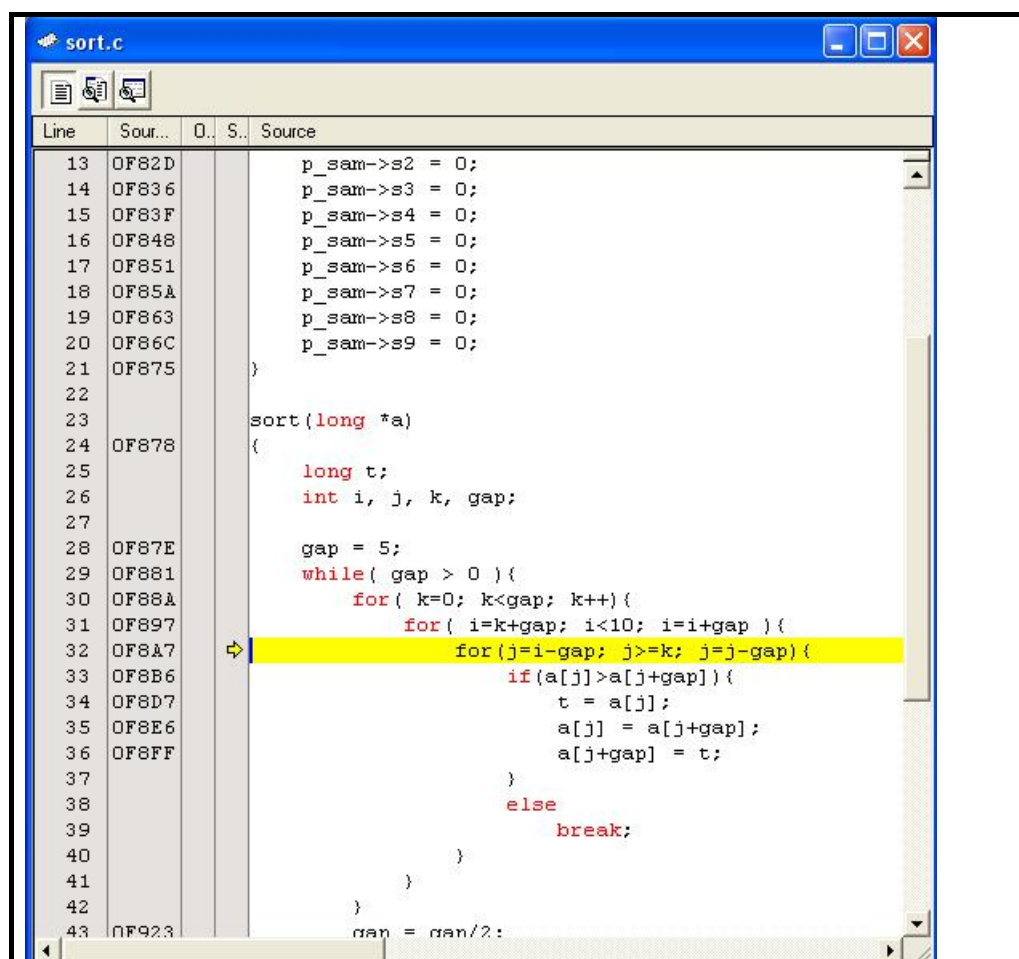 sort.c
Line Sour... O.. S.. Source
13 0F82D p_sam->s2 = 0;
14 0F836 p_sam->s3 = 0;
15 0F83F p_sam->s4 = 0;
16 0F848 p_sam->s5 = 0;
17 0F851 p_sam->s6 = 0;
18 0F85A p_sam->s7 = 0;
19 0F863 p_sam->s8 = 0;
20 0F86C p_sam->s9 = 0;
21 0F875 }
22
23 sort(long *a)
24 0F878 {
25 long t;
26 int i, j, k, gap;
27
28 0F87E gap = 5;
29 0F881 while( gap > 0 ){
30 0F88A for( k=0; k<gap; k++){
31 0F897 for( i=k+gap; i<10; i=i+gap ){
32 0F8A7 for(j=i-gap; j>=k; j=j-gap){
33 0F8B6 if(a[j]>a[j+gap]){
34 0F8D7 t = a[j];
35 0F8E6 a[j] = a[j+gap];
36 0F8FF a[j+gap] = t;
37 }
38 else
39 break;
40 }
41 }
42 }
43 0F923 gap = gap/2;